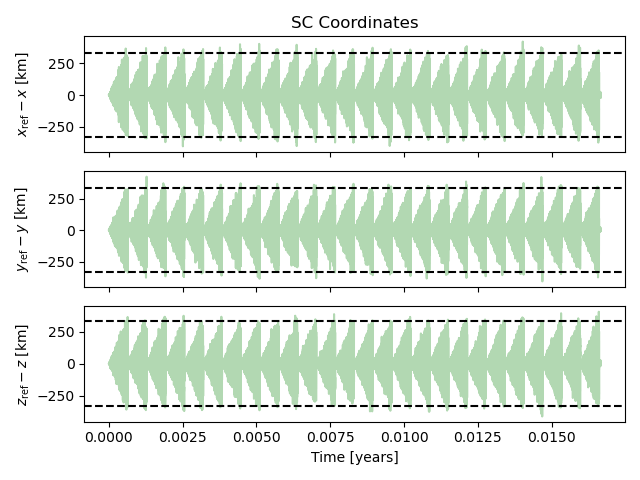 SC Coordinates
x_ref − x [km]
250
0
−250
y_ref − y [km]
250
0
−250
z_ref − z [km]
250
0
−250
0.0000 0.0025 0.0050 0.0075 0.0100 0.0125 0.0150
Time [years]